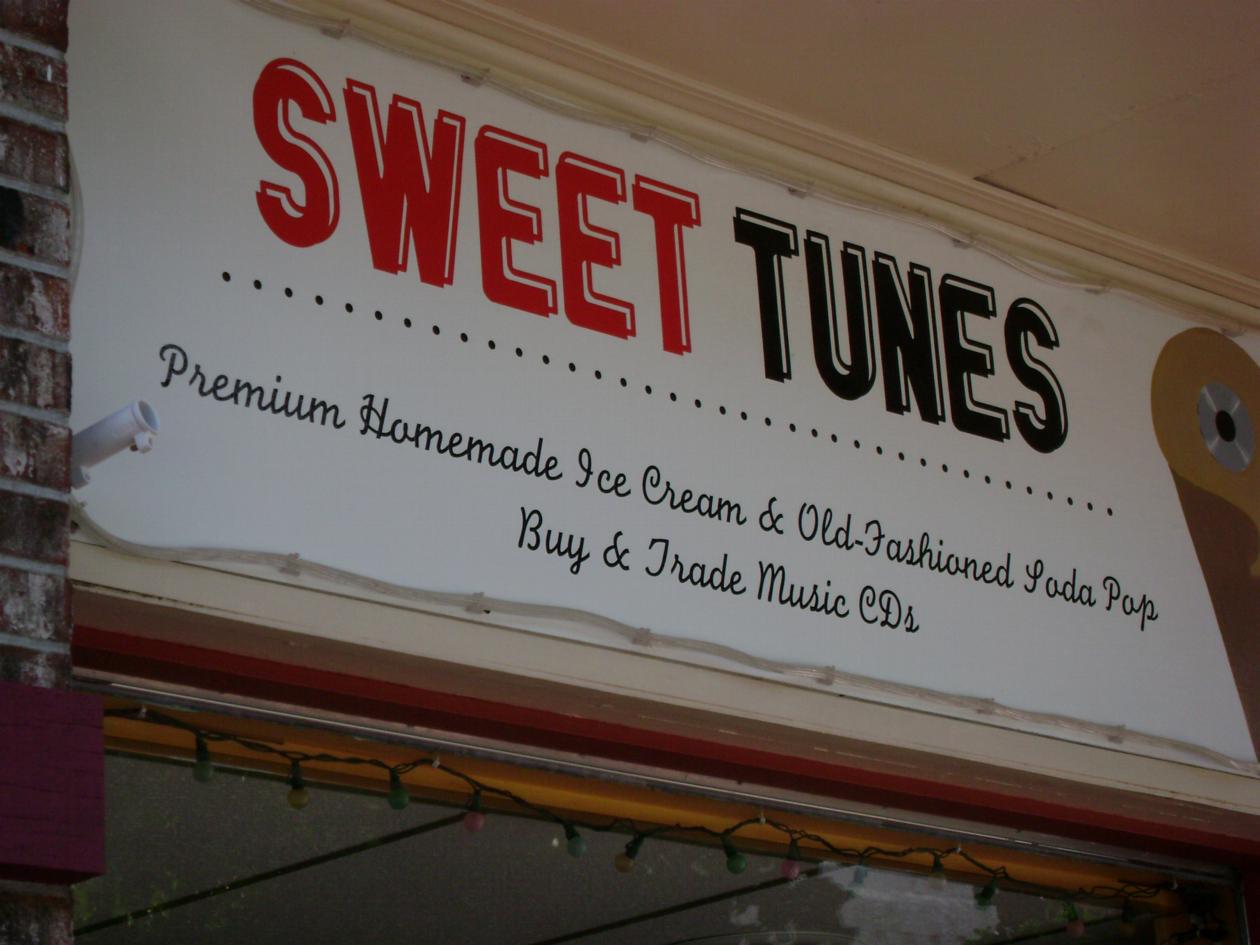 SWEET TUNES
Premium Homemade Ice Cream & Old-Fashioned Soda Pop
Buy & Trade Music CDs